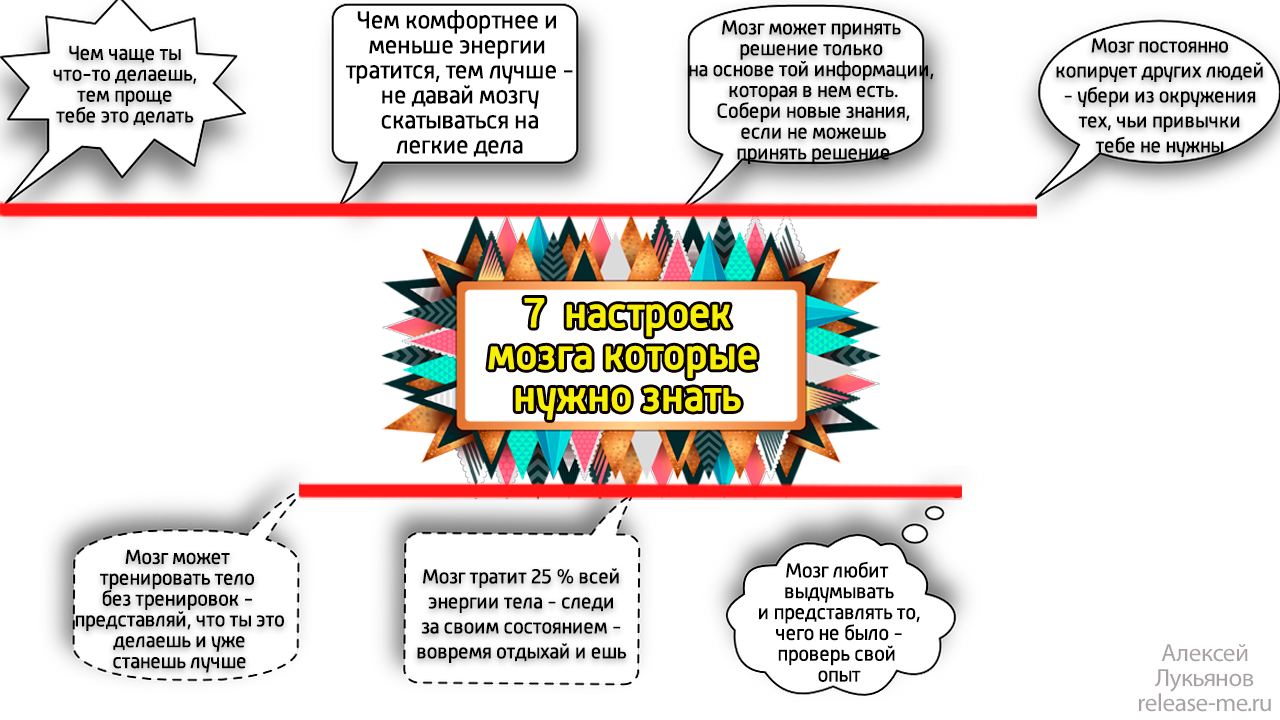 Чем чаще ты
что-то делаешь,
тем проще
тебе это делать
Чем комфортнее и
меньше энергии
тратится, тем лучше -
не давай мозгу
скатываться на
легкие дела
Мозг может принять
решение только
на основе той информации,
которая в нем есть.
Собери новые знания,
если не можешь
принять решение
Мозг постоянно
копирует других людей
- убери из окружения
тех, чьи привычки
тебе не нужны
7 настроек
мозга которые
нужно знать
Мозг может
тренировать тело
без тренировок -
представляй, что ты это
делаешь и уже
станешь лучше
Мозг тратит 25 % всей
энергии тела - следи
за своим состоянием -
вовремя отдыхай и ешь
Мозг любит
выдумывать
и представлять то,
чего не было -
проверь свой
опыт
Алексей
Лукьянов
release-me.ru